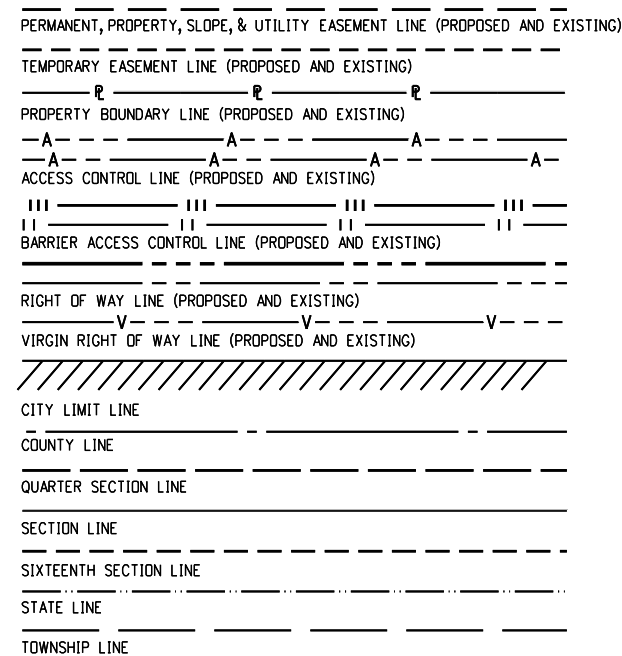 PERMANENT, PROPERTY, SLOPE, & UTILITY EASEMENT LINE (PROPOSED AND EXISTING)
TEMPORARY EASEMENT LINE (PROPOSED AND EXISTING)
PL PL PL
PROPERTY BOUNDARY LINE (PROPOSED AND EXISTING)
A A A
A A A A
ACCESS CONTROL LINE (PROPOSED AND EXISTING)
BARRIER ACCESS CONTROL LINE (PROPOSED AND EXISTING)
RIGHT OF WAY LINE (PROPOSED AND EXISTING)
V V V
VIRGIN RIGHT OF WAY LINE (PROPOSED AND EXISTING)
CITY LIMIT LINE
COUNTY LINE
QUARTER SECTION LINE
SECTION LINE
SIXTEENTH SECTION LINE
STATE LINE
TOWNSHIP LINE